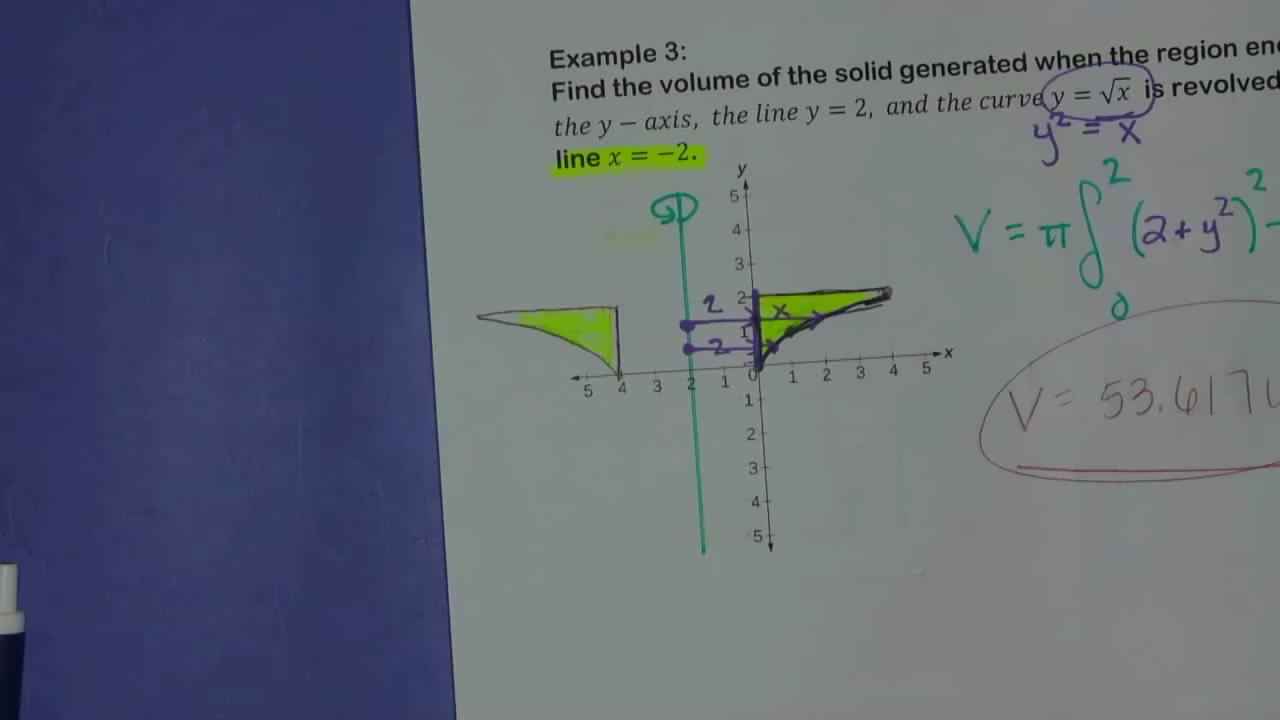 Example 3:
Find the volume of the solid generated when the region en
the y − axis, the line y = 2, and the curve y = √x is revolved
line x = −2.
y² = x
V = π∫₀² (2 + y²)² −
V = 53.617
y
5
4
3
2
1
0
1
2
3
4
5
5 4 3 2 1 1 2 3 4 5 x
2 x
2